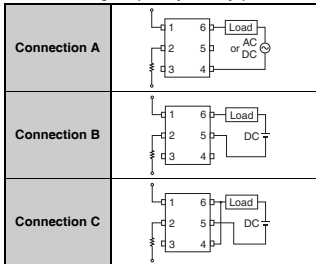 Connection A
1 6 Load
2 5 or AC DC
3 4
Connection B
1 6 Load
2 5 DC
3 4
Connection C
1 6 Load
2 5 DC
3 4